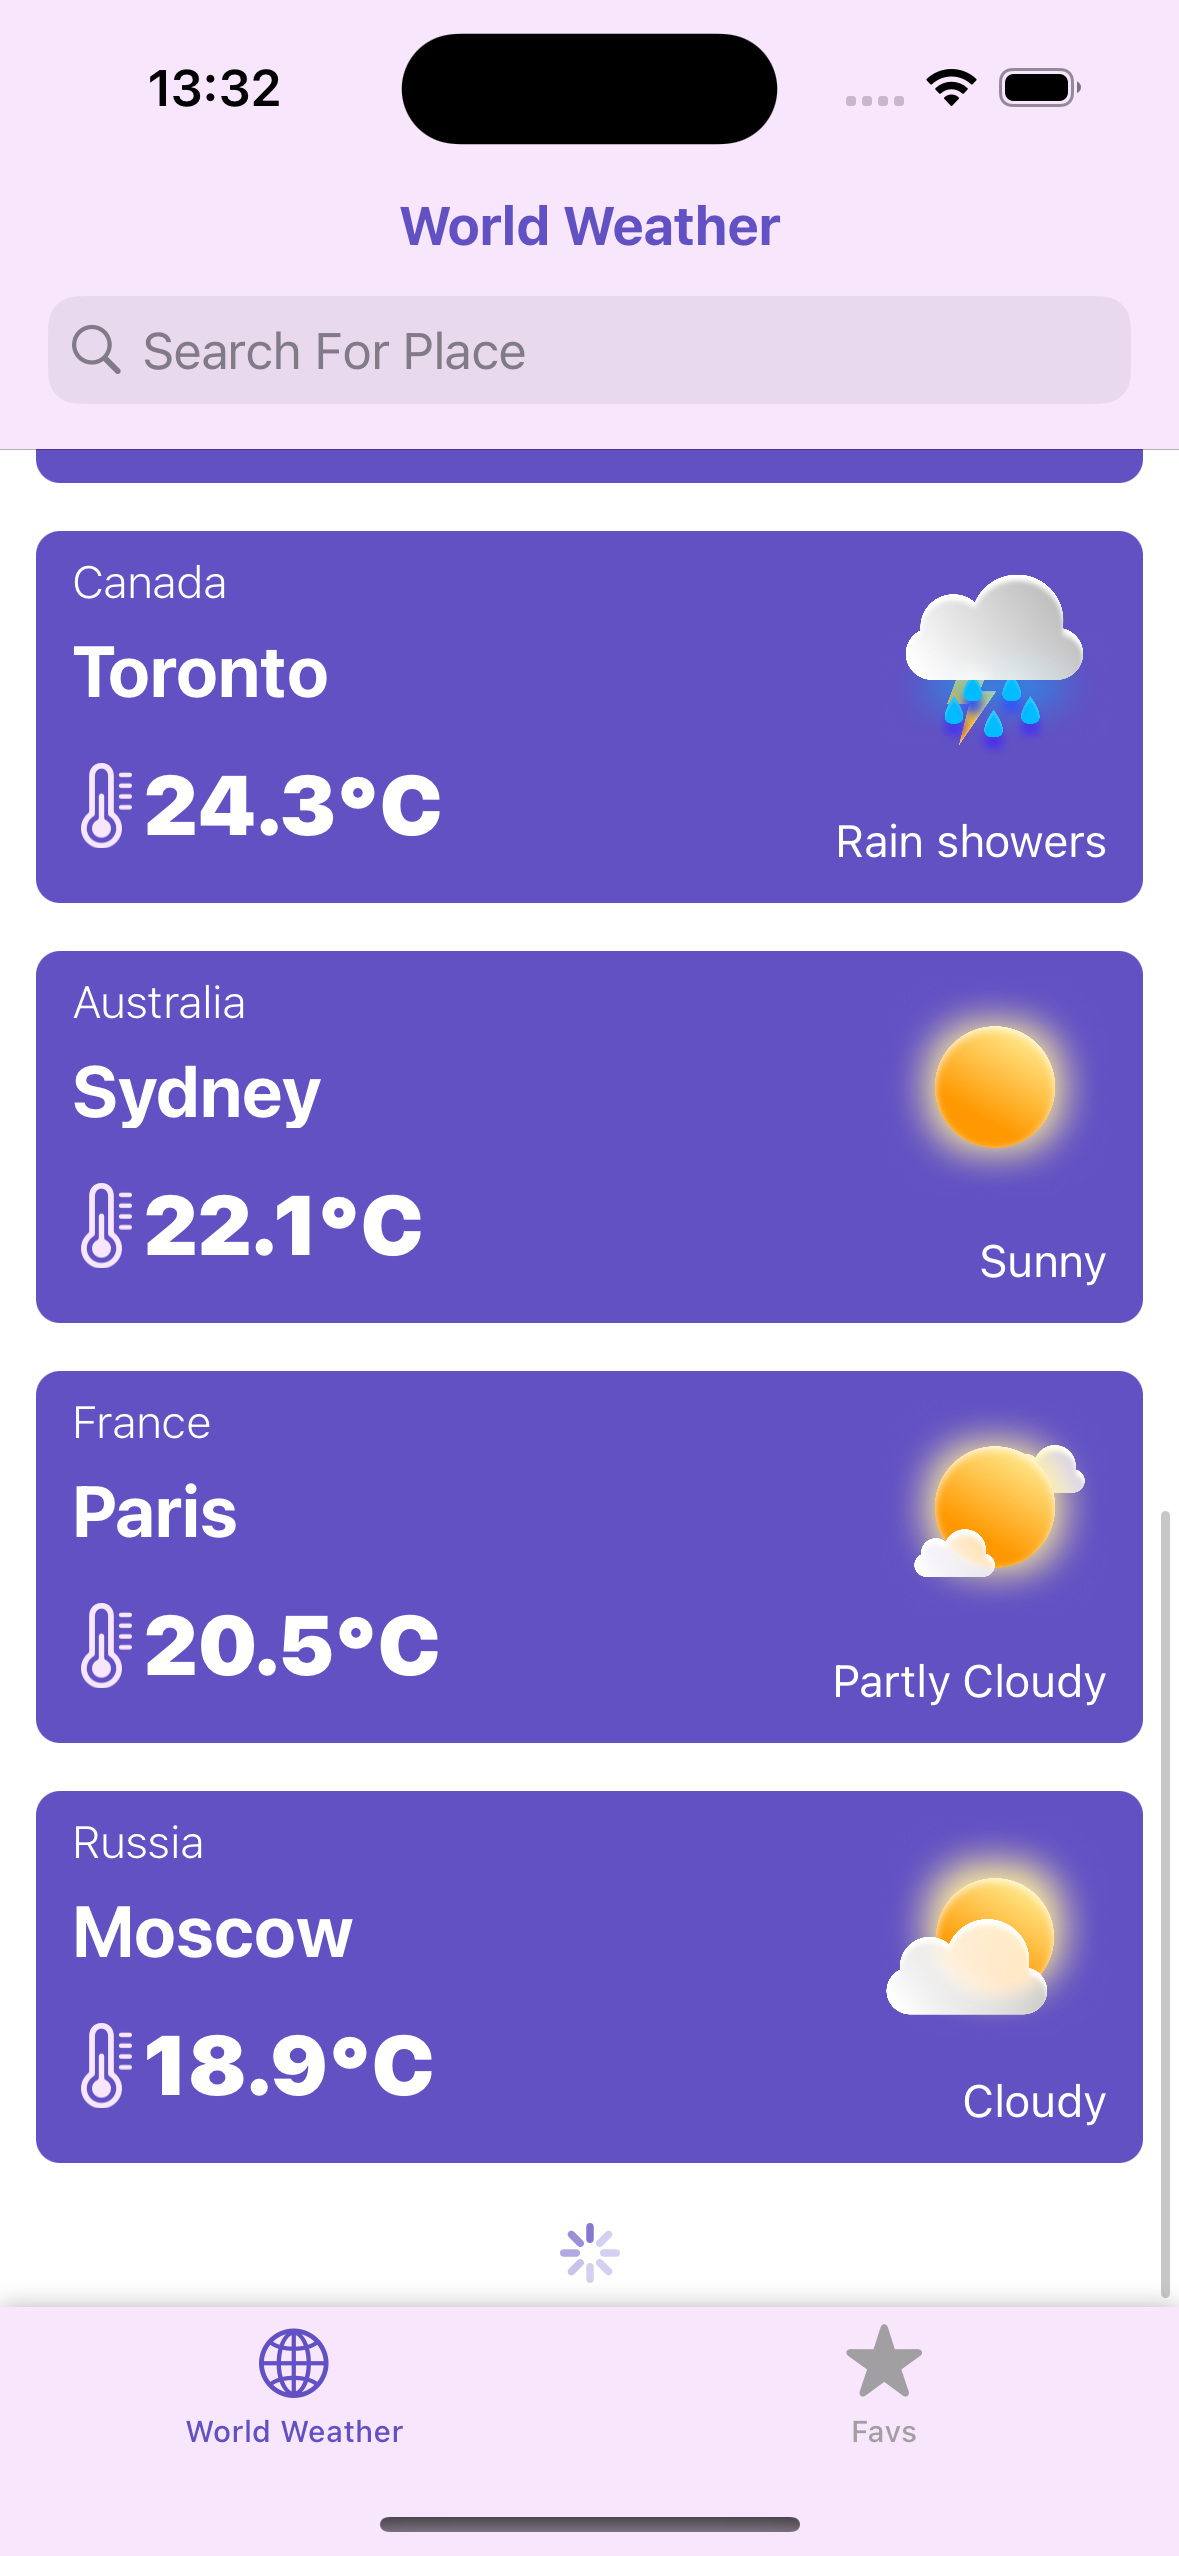 13:32
World Weather
Search For Place
Canada
Toronto
24.3°C
Rain showers
Australia
Sydney
22.1°C
Sunny
France
Paris
20.5°C
Partly Cloudy
Russia
Moscow
18.9°C
Cloudy
World Weather
Favs